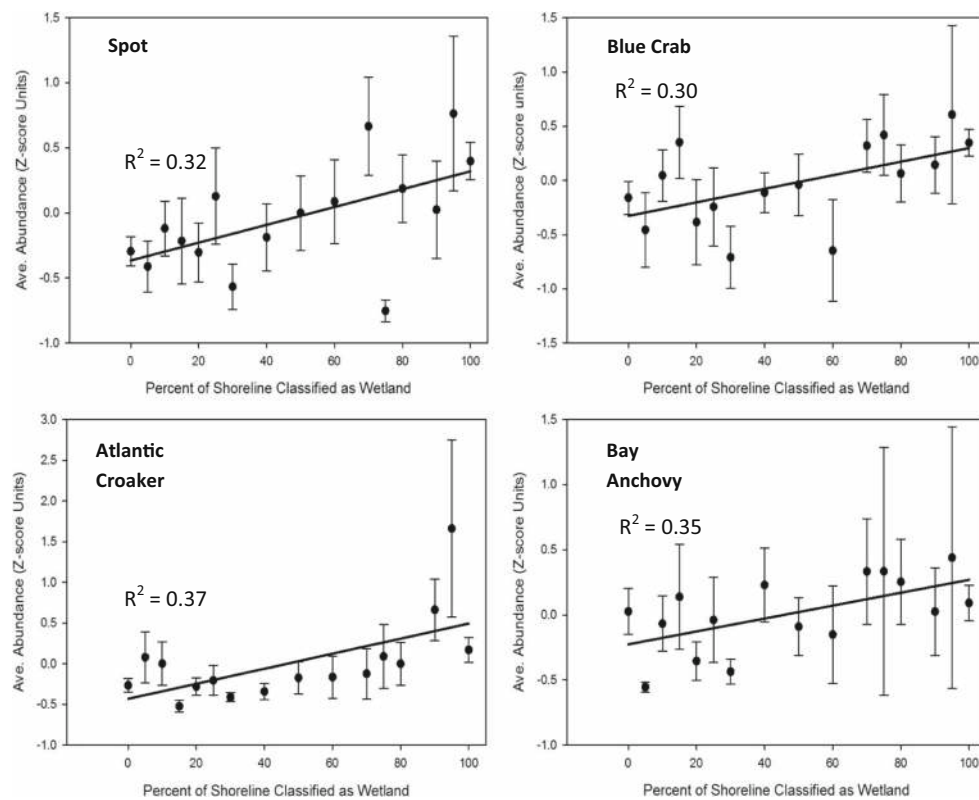 Spot
R² = 0.32
Ave. Abundance (Z-score Units)
1.5
1.0
0.5
0.0
-0.5
-1.0
0 20 40 60 80 100
Percent of Shoreline Classified as Wetland
Blue Crab
R² = 0.30
Ave. Abundance (Z-score Units)
1.5
1.0
0.5
0.0
-0.5
-1.0
-1.5
0 20 40 60 80 100
Percent of Shoreline Classified as Wetland
Atlantic
Croaker
R² = 0.37
Ave. Abundance (Z-score Units)
3.0
2.5
2.0
1.5
1.0
0.5
0.0
-0.5
-1.0
0 20 40 60 80 100
Percent of Shoreline Classified as Wetland
Bay
Anchovy
R² = 0.35
Ave. Abundance (Z-score Units)
1.5
1.0
0.5
0.0
-0.5
-1.0
0 20 40 60 80 100
Percent of Shoreline Classified as Wetland